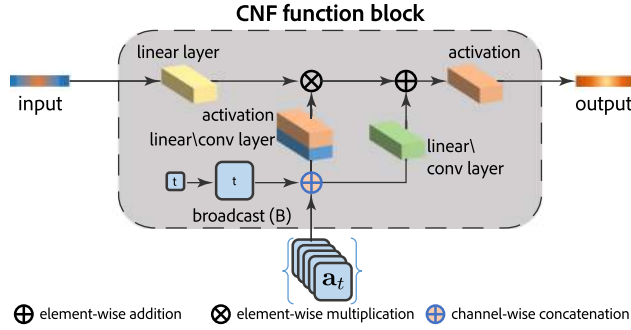 CNF function block
linear layer
activation
input
output
activation
linear\conv layer
linear\
conv layer
t
t
broadcast (B)
{ a_t }
element-wise addition
element-wise multiplication
channel-wise concatenation